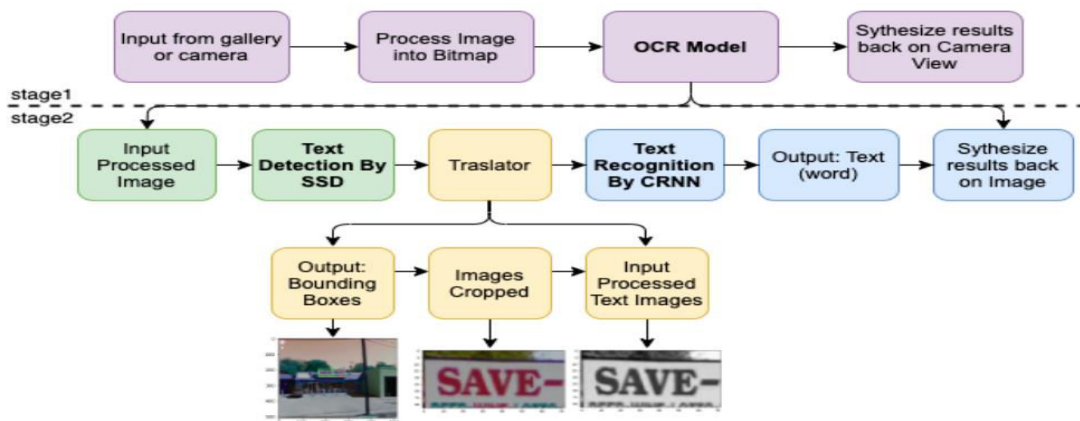 Input from gallery
or camera
Process Image
into Bitmap
OCR Model
Sythesize results
back on Camera
View
stage1
stage2
Input
Processed
Image
Text
Detection By
SSD
Traslator
Text
Recognition
By CRNN
Output: Text
(word)
Sythesize
results back
on Image
Output:
Bounding
Boxes
Images
Cropped
Input
Processed
Text Images
SAVE-
SAVE-